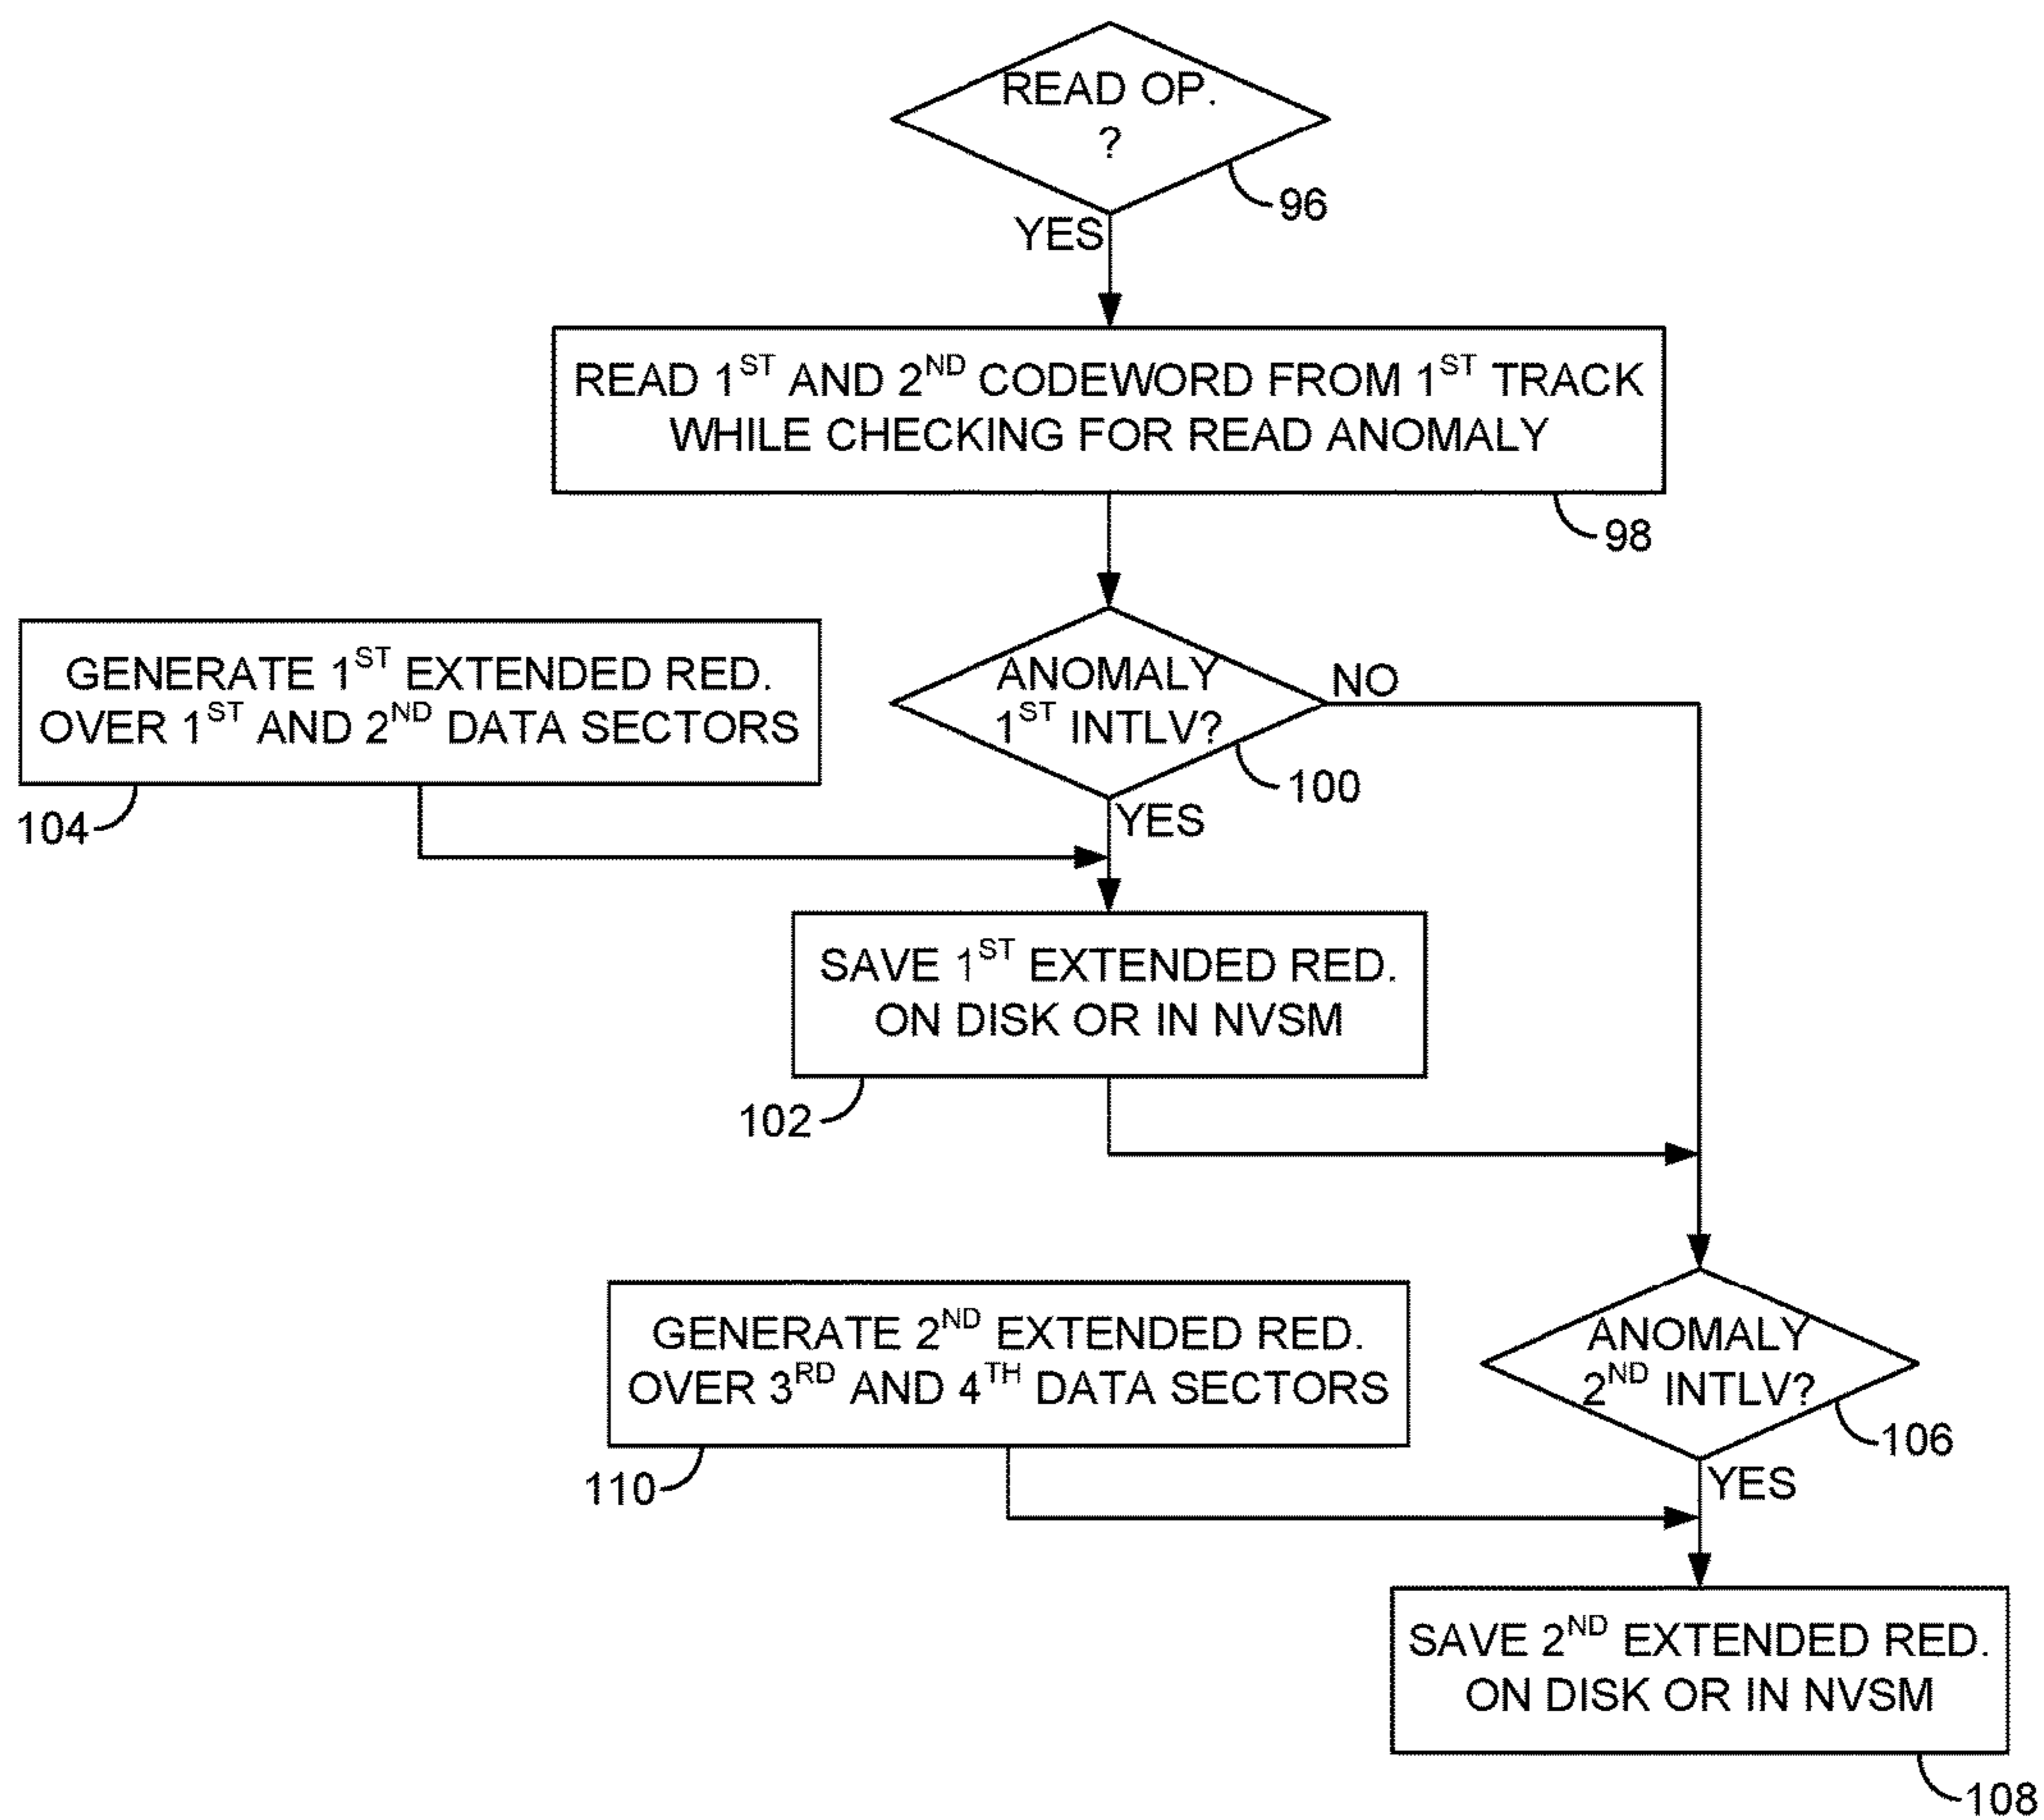 READ OP.
?
96
YES
READ 1ST AND 2ND CODEWORD FROM 1ST TRACK
WHILE CHECKING FOR READ ANOMALY
98
GENERATE 1ST EXTENDED RED.
OVER 1ST AND 2ND DATA SECTORS
104
ANOMALY
1ST INTLV?
NO
100
YES
SAVE 1ST EXTENDED RED.
ON DISK OR IN NVSM
102
GENERATE 2ND EXTENDED RED.
OVER 3RD AND 4TH DATA SECTORS
110
ANOMALY
2ND INTLV?
106
YES
SAVE 2ND EXTENDED RED.
ON DISK OR IN NVSM
108